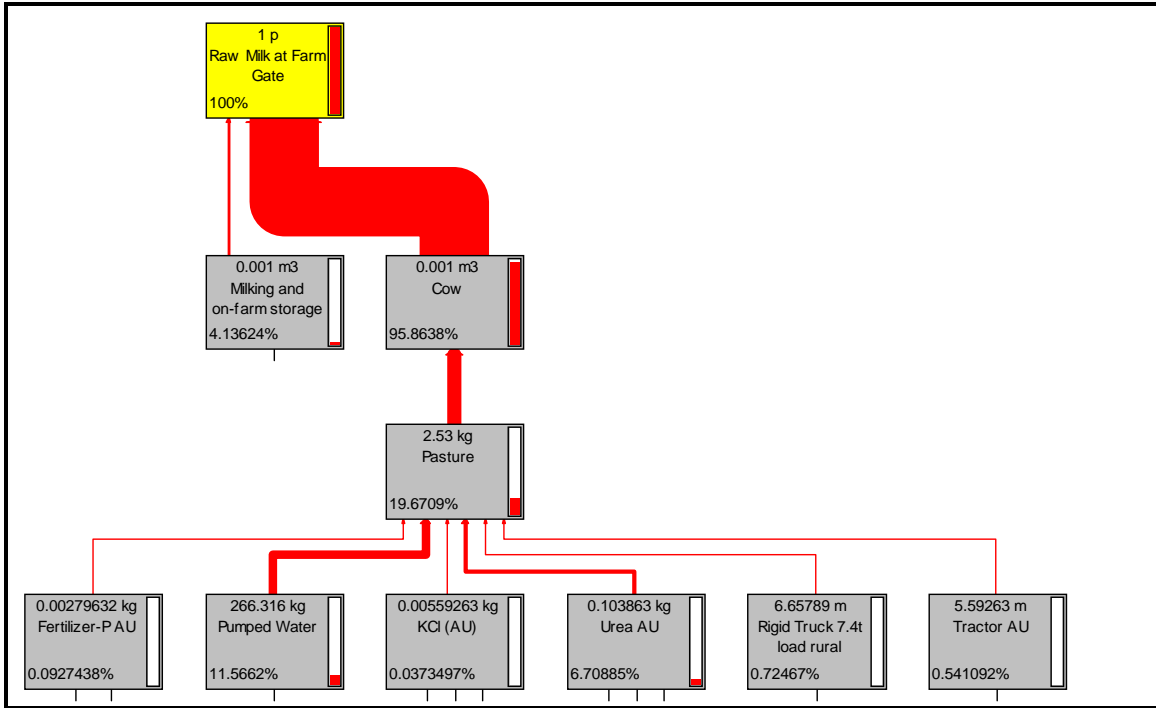 1 p
Raw Milk at Farm
Gate
100%
0.001 m3
Milking and
on-farm storage
4.13624%
0.001 m3
Cow
95.8638%
2.53 kg
Pasture
19.6709%
0.00279632 kg
Fertilizer-P AU
0.0927438%
266.316 kg
Pumped Water
11.5662%
0.00559263 kg
KCl (AU)
0.0373497%
0.103863 kg
Urea AU
6.70885%
6.65789 m
Rigid Truck 7.4t
load rural
0.72467%
5.59263 m
Tractor AU
0.541092%